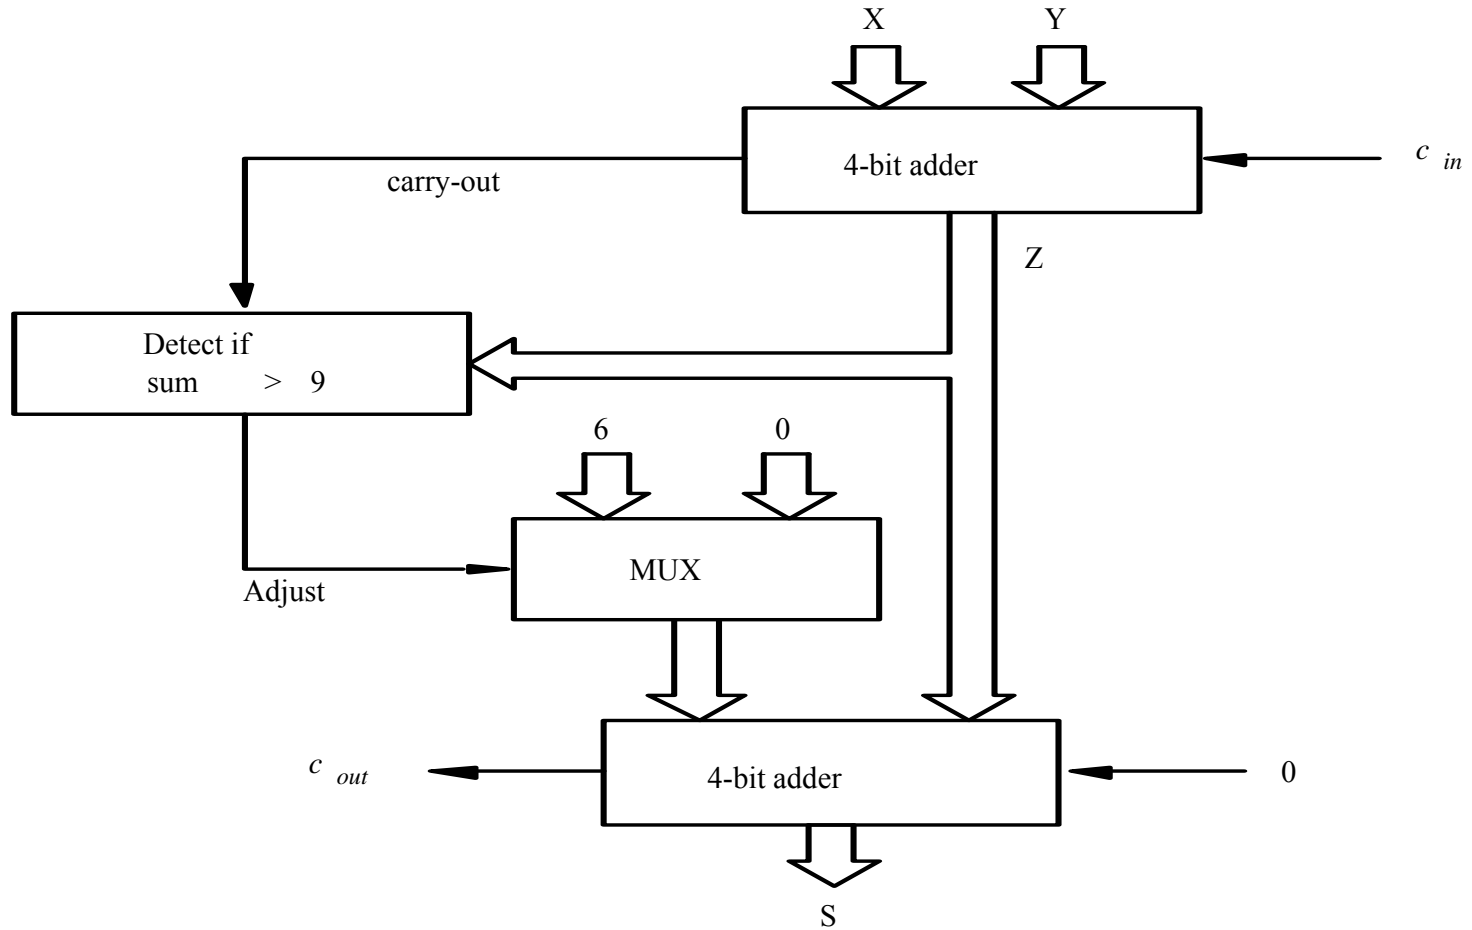 X
Y
4-bit adder
c in
carry-out
Z
Detect if
sum > 9
6
0
MUX
Adjust
c out
4-bit adder
0
S